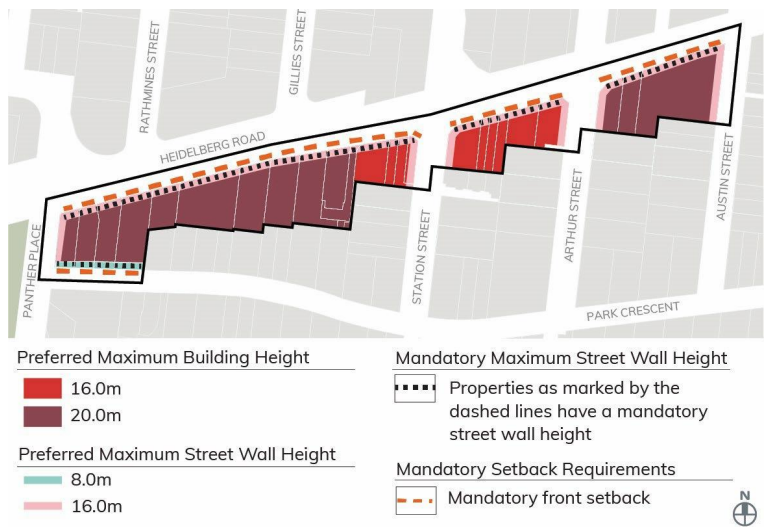 RATHMINES STREET
GILLIES STREET
HEIDELBERG ROAD
PANTHER PLACE
STATION STREET
ARTHUR STREET
AUSTIN STREET
PARK CRESCENT
Preferred Maximum Building Height
16.0m
20.0m
Preferred Maximum Street Wall Height
8.0m
16.0m
Mandatory Maximum Street Wall Height
Properties as marked by the
dashed lines have a mandatory
street wall height
Mandatory Setback Requirements
Mandatory front setback
N